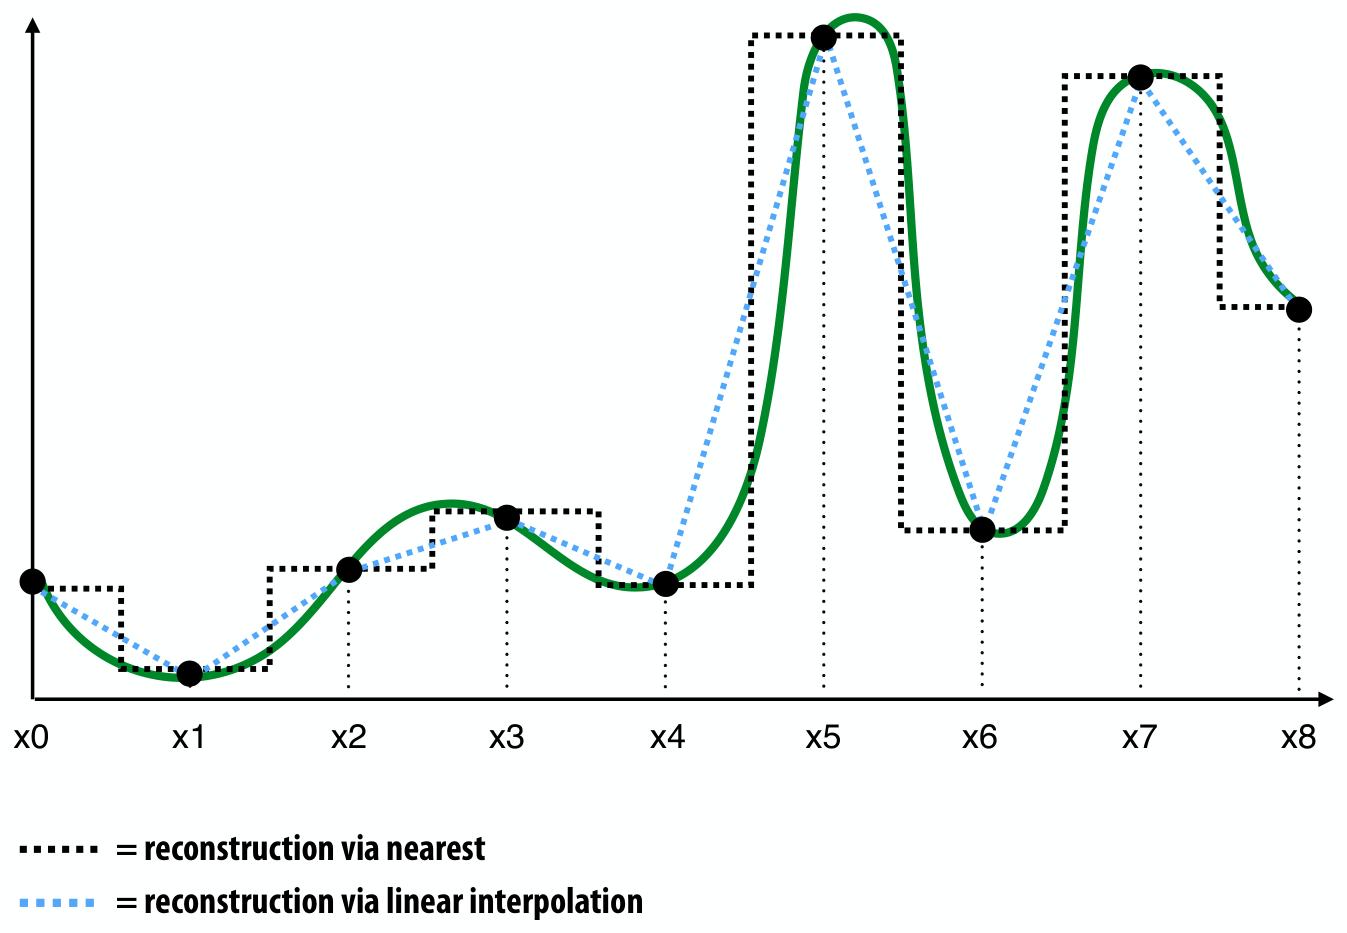 x0 x1 x2 x3 x4 x5 x6 x7 x8
= reconstruction via nearest
= reconstruction via linear interpolation